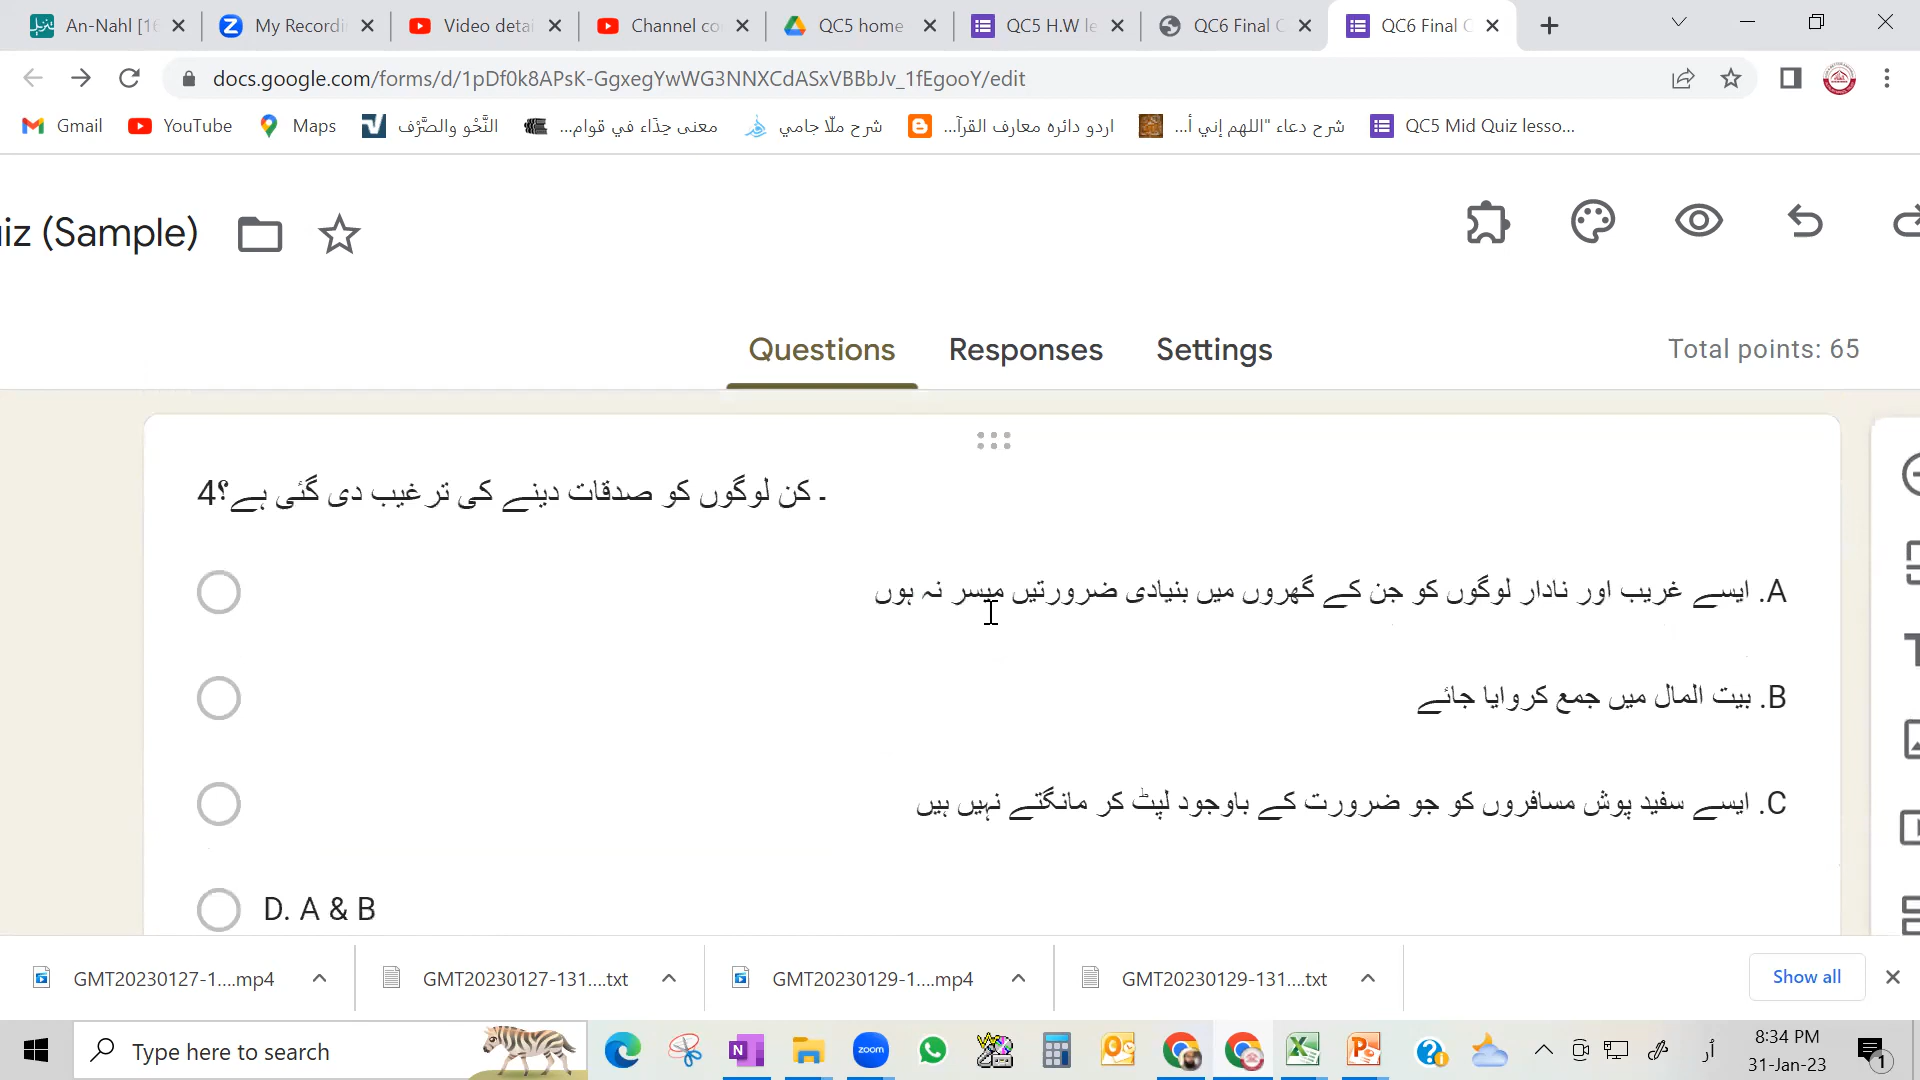 An-Nahl [16
My Recordi
Video detai
Channel co
QC5 home
QC5 H.W le
QC6 Final C
QC6 Final C
docs.google.com/forms/d/1pDf0k8APsK-GgxegYwWG3NNXCdASxVBBbJv_1fEgooY/edit
Gmail
YouTube
Maps
النَّحْو والصَّرْف
معنى حِذَاء في قوام...
شرح ملّا جامي
اردو دائرہ معارف القرآ...
شرح دعاء "اللهم إني أ...
QC5 Mid Quiz lesso...
iz (Sample)
Questions
Responses
Settings
Total points: 65
4۔ کن لوگوں کو صدقات دینے کی ترغیب دی گئی ہے؟
A. ایسے غریب اور نادار لوگوں کو جن کے گھروں میں بنیادی ضرورتیں میسر نہ ہوں
B. بیت المال میں جمع کروایا جائے
C. ایسے سفید پوش مسافروں کو جو ضرورت کے باوجود لپٹ کر مانگتے نہیں ہیں
D. A & B
GMT20230127-1....mp4
GMT20230127-131....txt
GMT20230129-1....mp4
GMT20230129-131....txt
Show all
Type here to search
zoom
اُر
8:34 PM
31-Jan-23
1